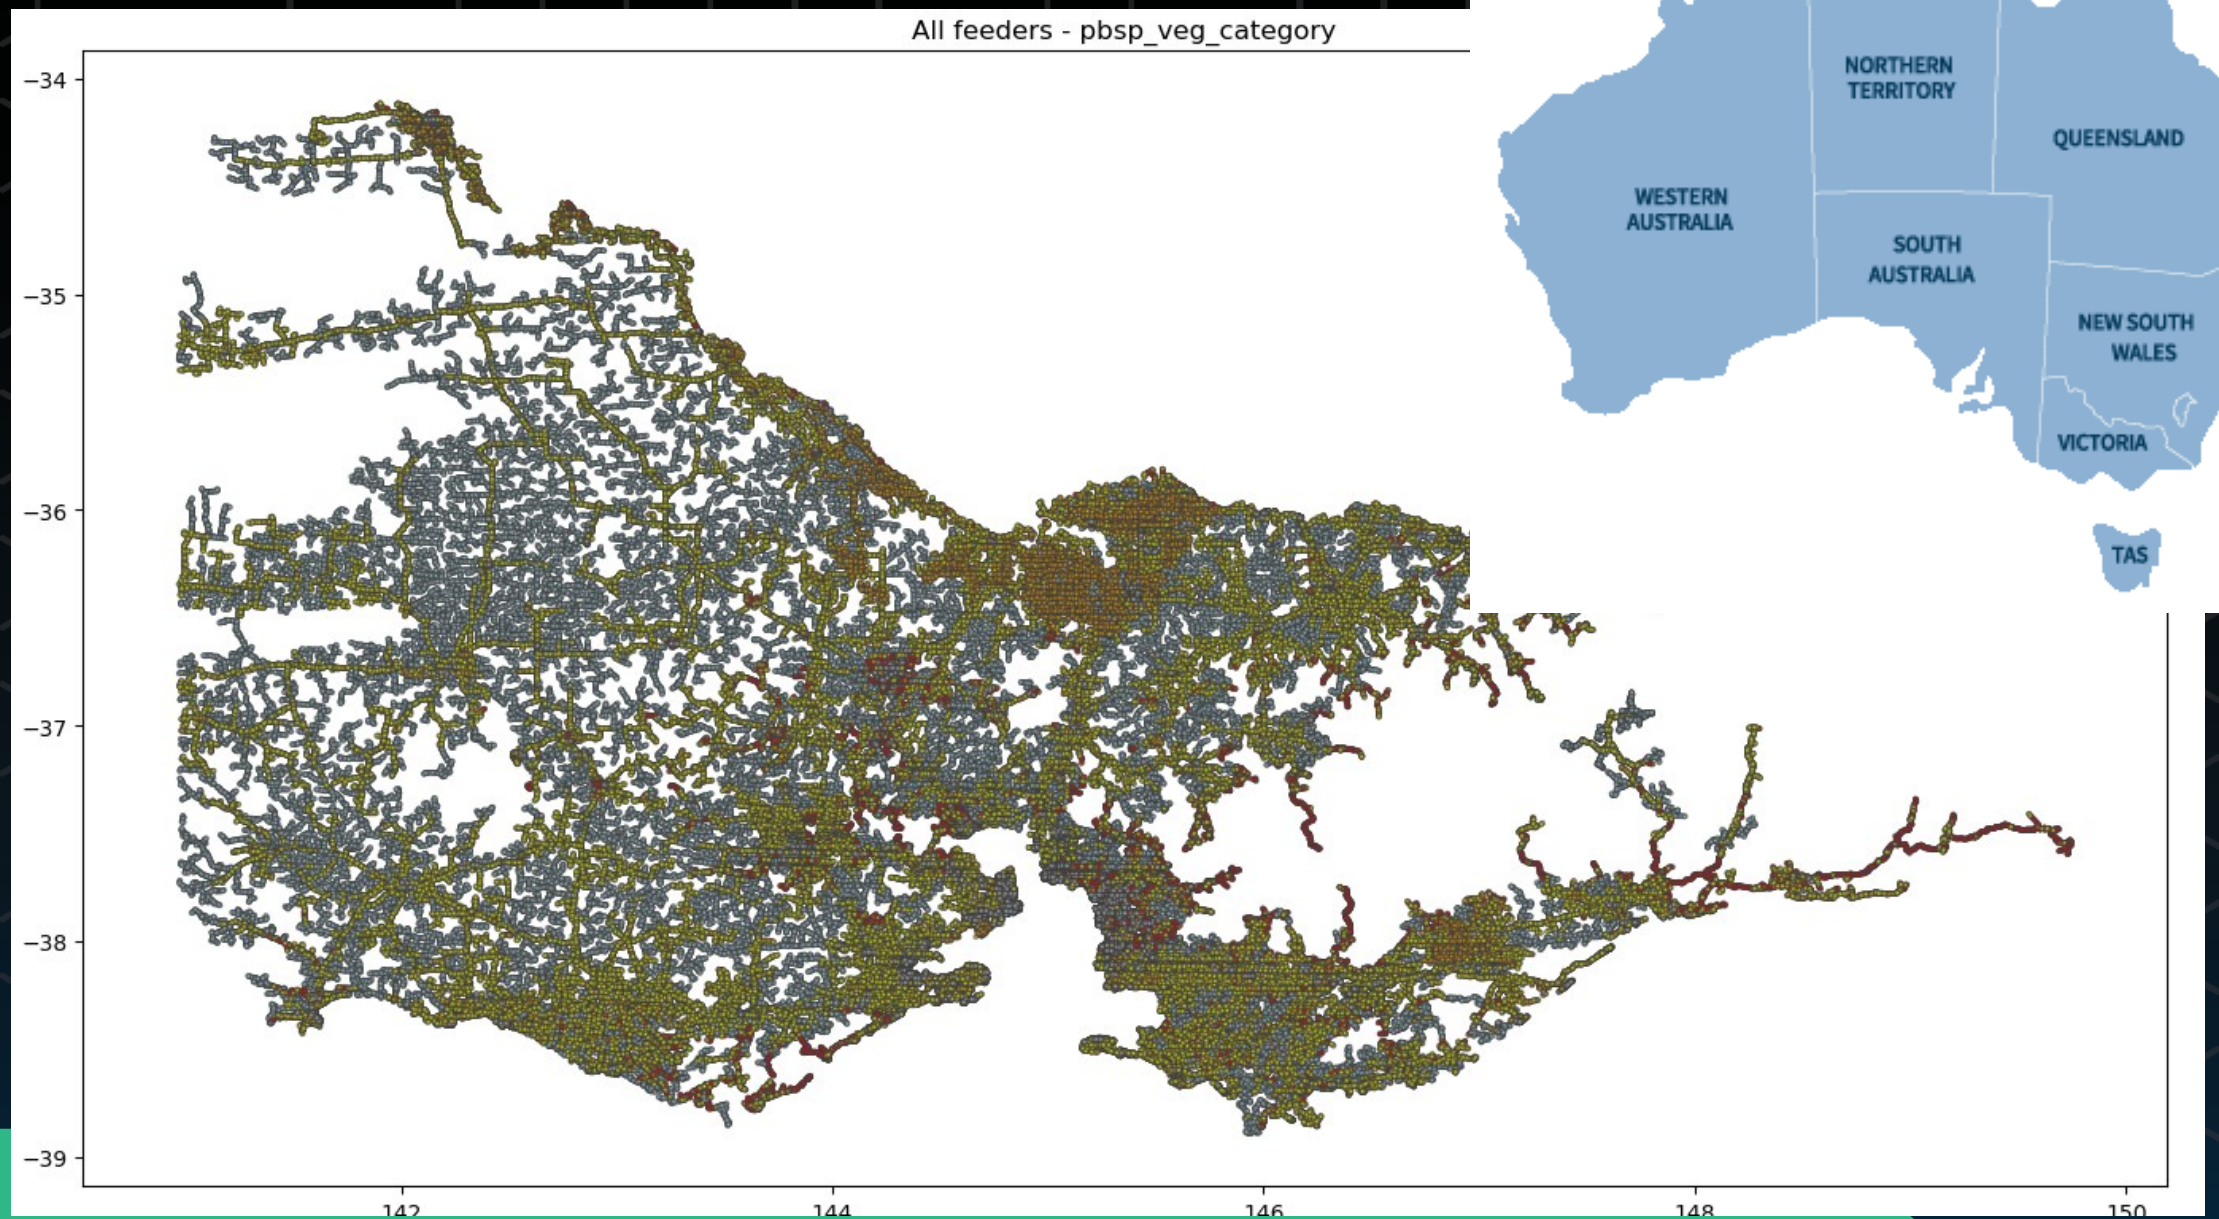 All feeders - pbsp_veg_category
−34
−35
−36
−37
−38
−39
142
144
146
148
150
NORTHERN
TERRITORY
QUEENSLAND
WESTERN
AUSTRALIA
SOUTH
AUSTRALIA
NEW SOUTH
WALES
VICTORIA
TAS